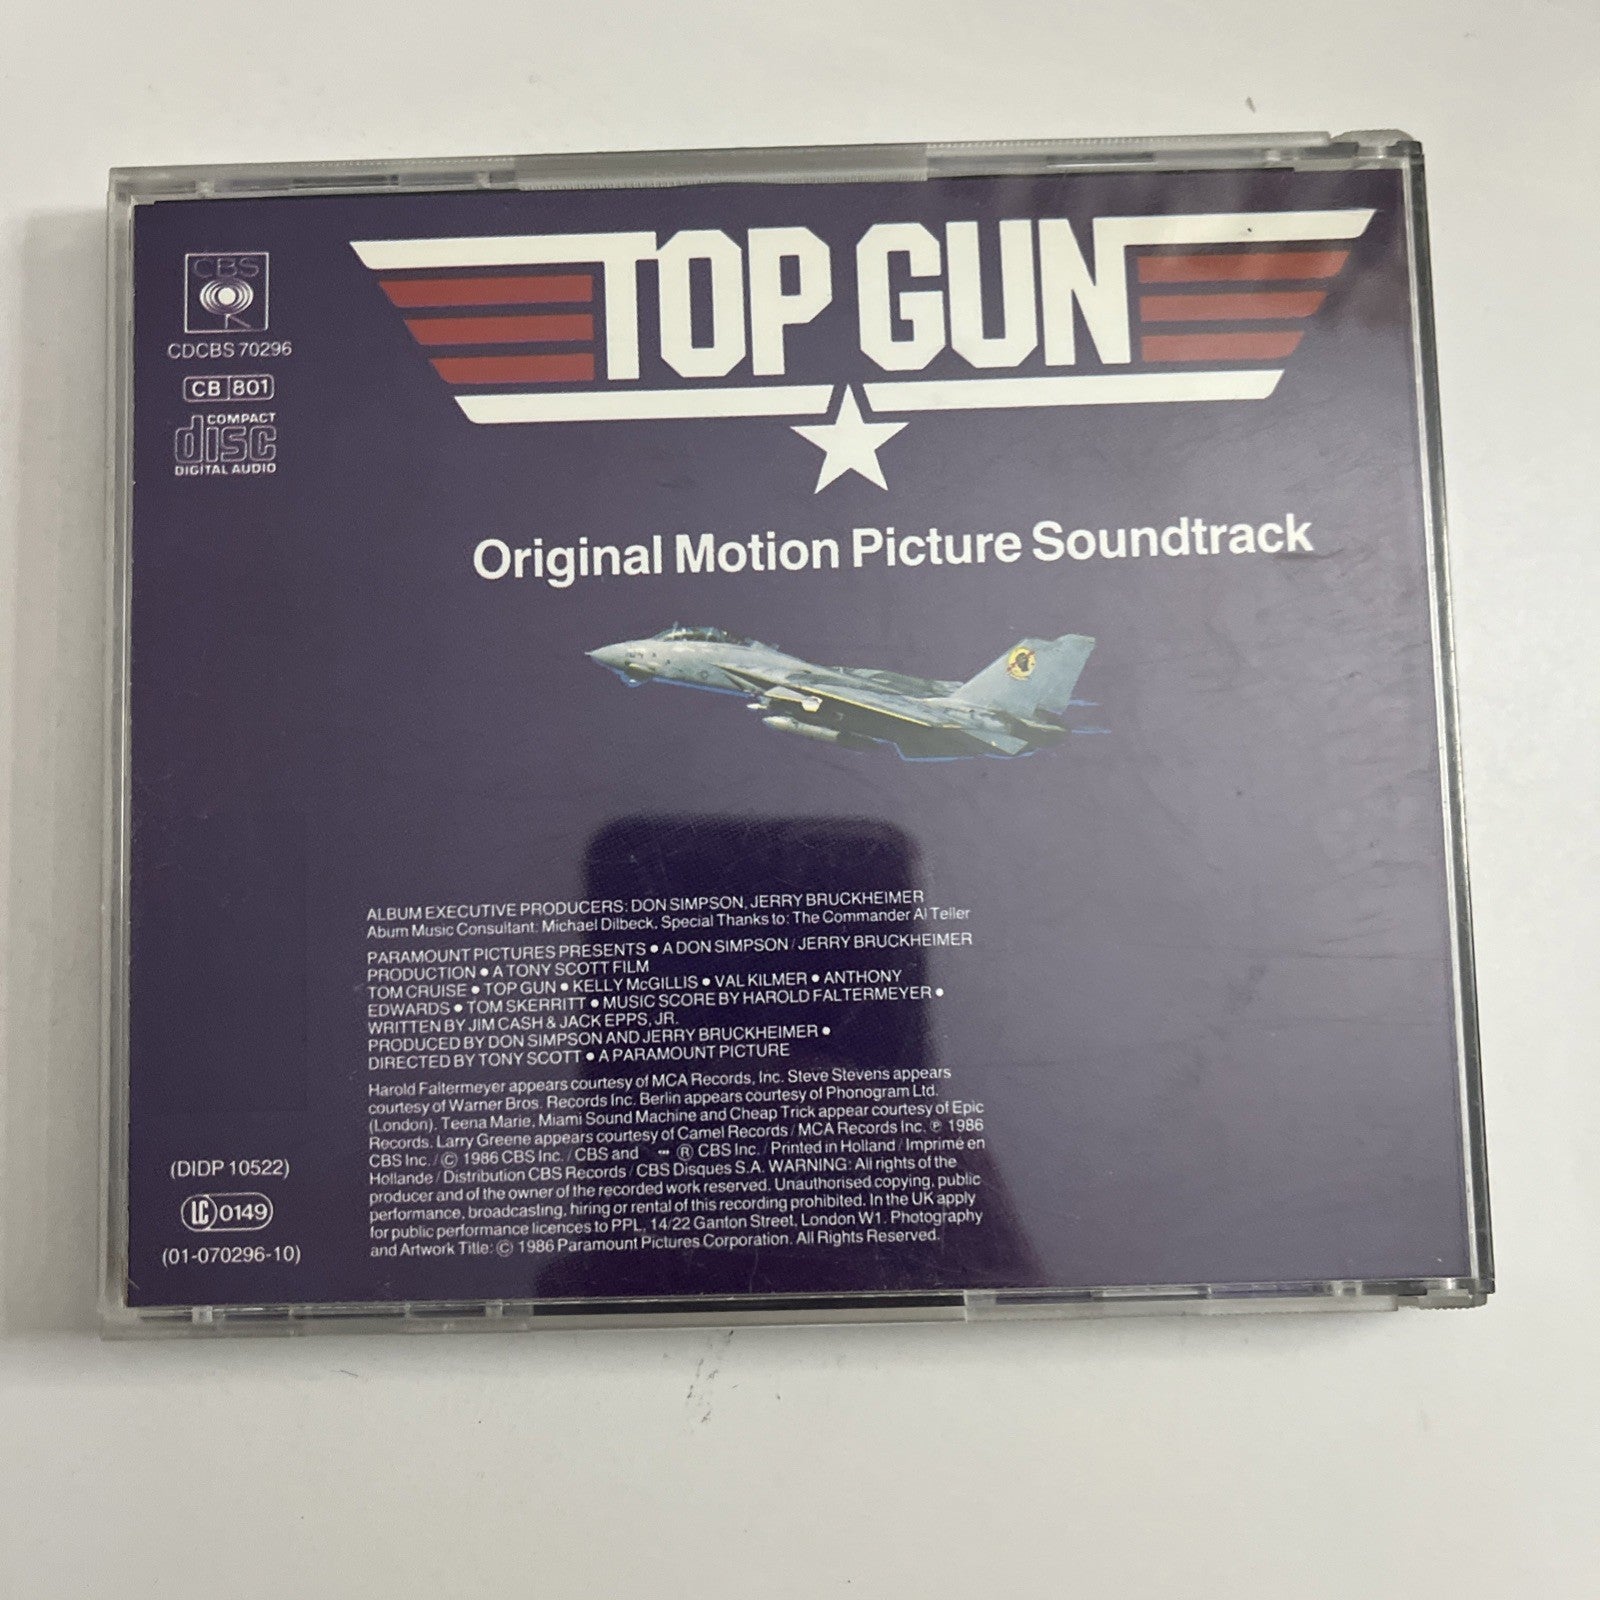 CBS
CDCBS 70296
CB 801
COMPACT
disc
DIGITAL AUDIO
TOP GUN
Original Motion Picture Soundtrack
ALBUM EXECUTIVE PRODUCERS: DON SIMPSON, JERRY BRUCKHEIMER
Abum Music Consultant: Michael Dilbeck, Special Thanks to: The Commander Al Teller
PARAMOUNT PICTURES PRESENTS • A DON SIMPSON / JERRY BRUCKHEIMER
PRODUCTION • A TONY SCOTT FILM
TOM CRUISE • TOP GUN • KELLY McGILLIS • VAL KILMER • ANTHONY
EDWARDS • TOM SKERRITT • MUSIC SCORE BY HAROLD FALTERMEYER •
WRITTEN BY JIM CASH & JACK EPPS, JR.
PRODUCED BY DON SIMPSON AND JERRY BRUCKHEIMER •
DIRECTED BY TONY SCOTT • A PARAMOUNT PICTURE
Harold Faltermeyer appears courtesy of MCA Records, Inc. Steve Stevens appears
courtesy of Warner Bros. Records Inc. Berlin appears courtesy of Phonogram Ltd.
(London). Teena Marie, Miami Sound Machine and Cheap Trick appear courtesy of Epic
Records. Larry Greene appears courtesy of Camel Records / MCA Records Inc. ℗ 1986
CBS Inc. / © 1986 CBS Inc. / CBS and ® CBS Inc. / Printed in Holland / Imprimé en
Hollande / Distribution CBS Records / CBS Disques S.A. WARNING: All rights of the
producer and of the owner of the recorded work reserved. Unauthorised copying, public
performance, broadcasting, hiring or rental of this recording prohibited. In the UK apply
for public performance licences to PPL, 14/22 Ganton Street, London W1. Photography
and Artwork Title: © 1986 Paramount Pictures Corporation. All Rights Reserved.
(DIDP 10522)
LC 0149
(01-070296-10)